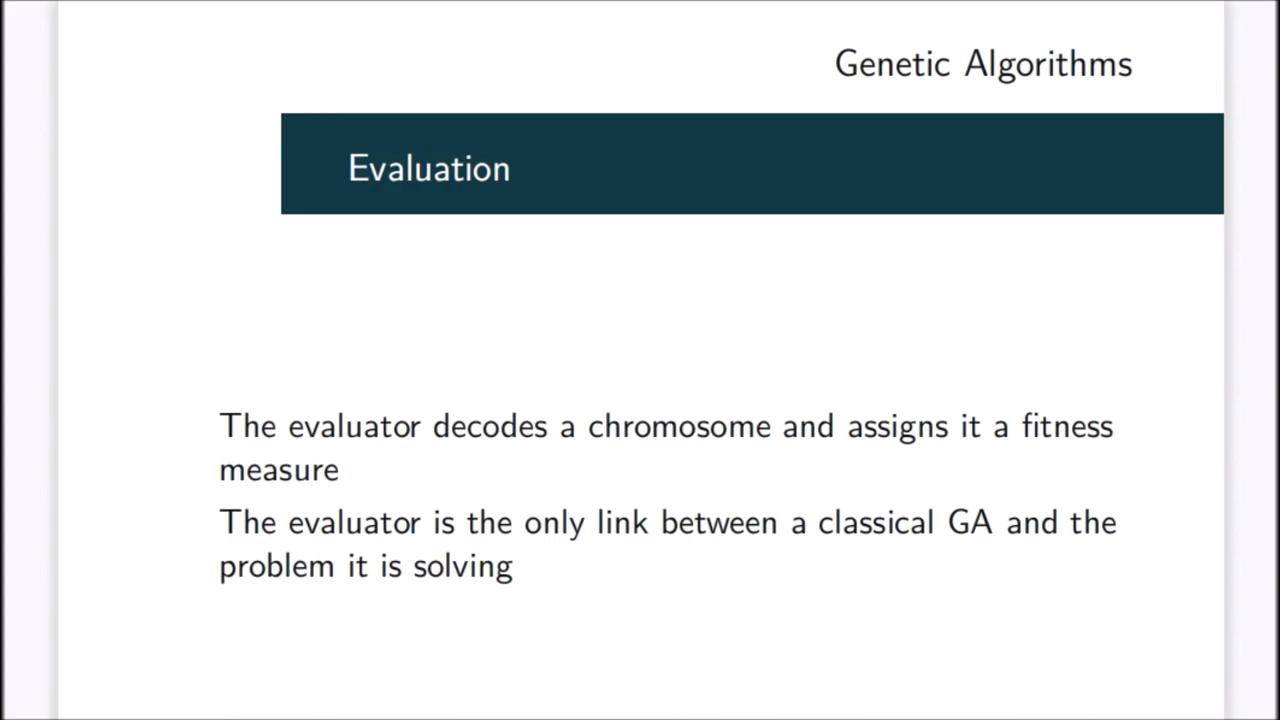 Genetic Algorithms
Evaluation
The evaluator decodes a chromosome and assigns it a fitness
measure
The evaluator is the only link between a classical GA and the
problem it is solving